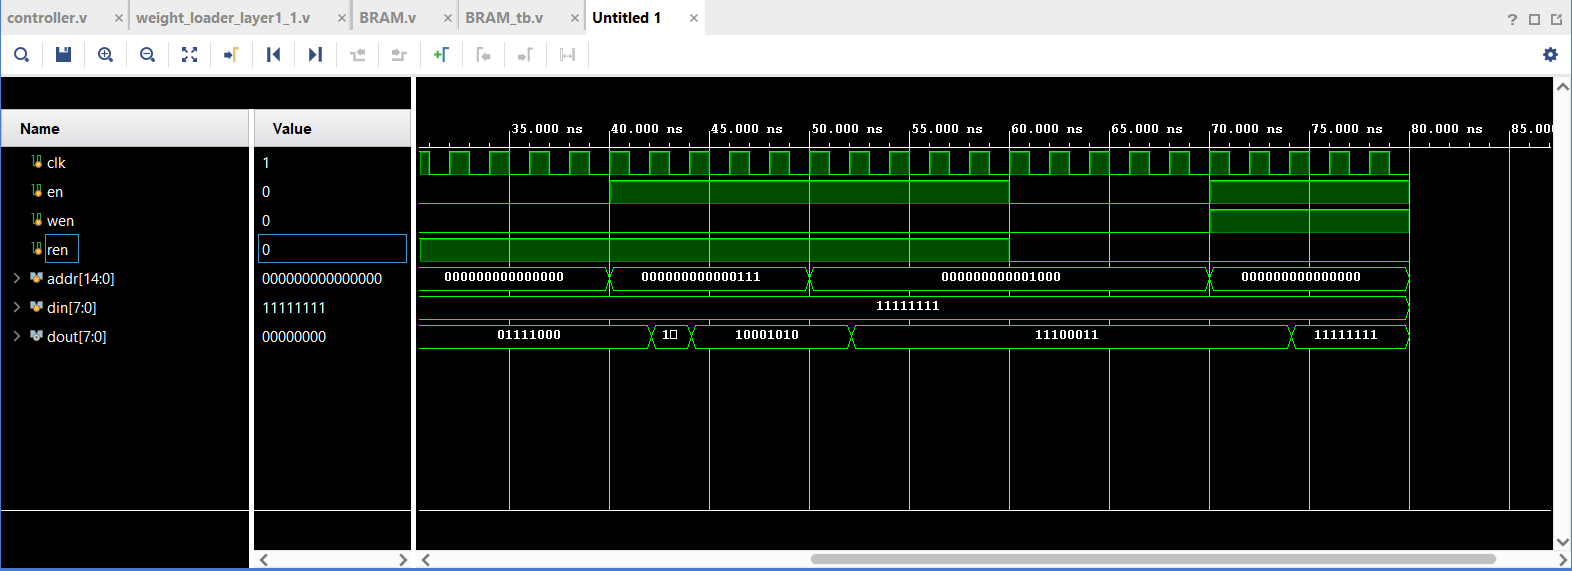 controller.v × weight_loader_layer1_1.v × BRAM.v × BRAM_tb.v × Untitled 1 ×
?
Name Value
35.000 ns 40.000 ns 45.000 ns 50.000 ns 55.000 ns 60.000 ns 65.000 ns 70.000 ns 75.000 ns 80.000 ns 85.00
clk 1
en 0
wen 0
ren 0
addr[14:0] 000000000000000 000000000000000 000000000000111 000000000001000 000000000000000
din[7:0] 11111111 11111111
dout[7:0] 00000000 01111000 1▯ 10001010 11100011 11111111